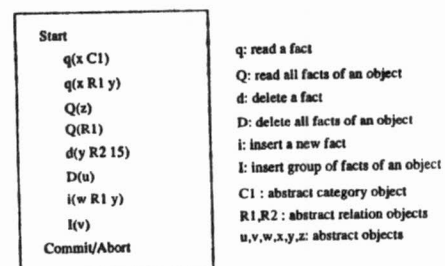 Start
q(x C1)
q(x R1 y)
Q(z)
Q(R1)
d(y R2 15)
D(u)
i(w R1 y)
I(v)
Commit/Abort
q: read a fact
Q: read all facts of an object
d: delete a fact
D: delete all facts of an object
i: insert a new fact
I: insert group of facts of an object
C1 : abstract category object
R1,R2 : abstract relation objects
u,v,w,x,y,z: abstract objects